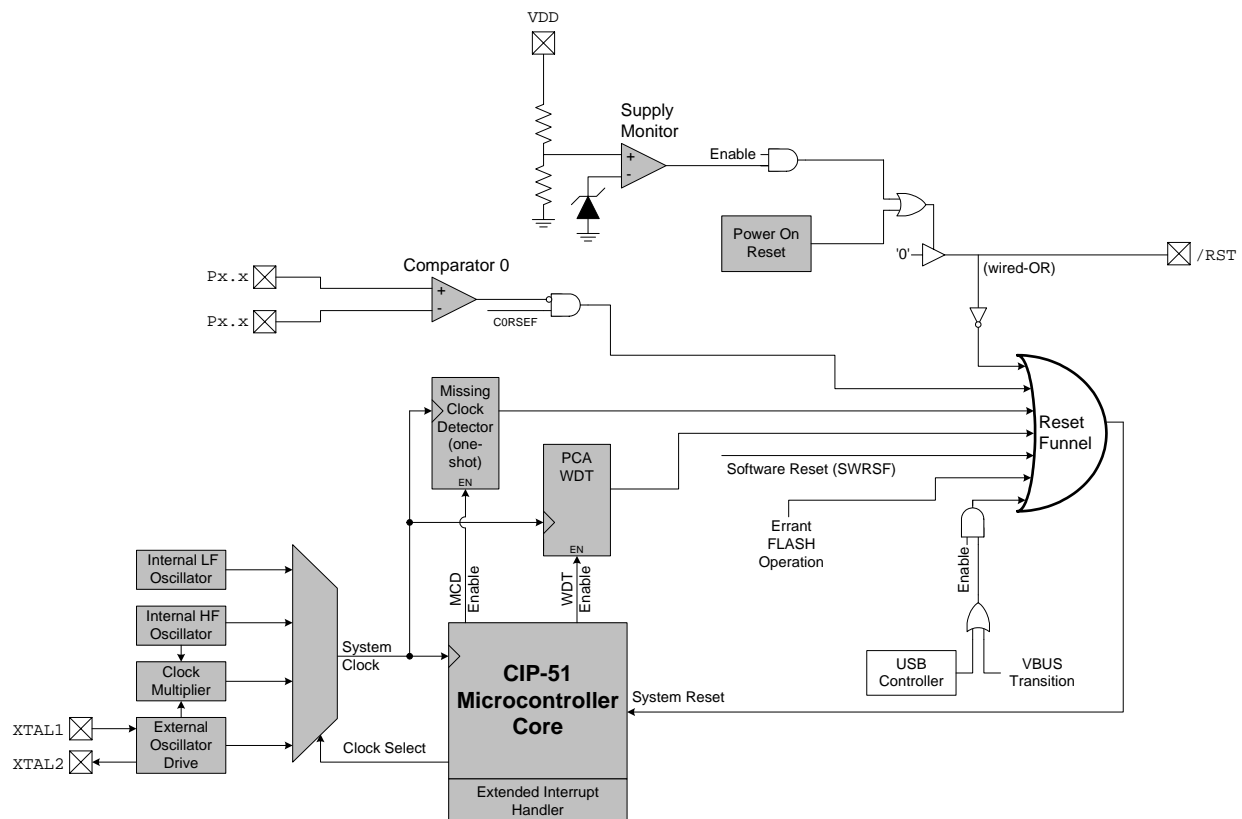 VDD
Supply
Monitor
+
-
Enable
Power On
Reset
'0'
(wired-OR)
/RST
Px.x
Px.x
Comparator 0
+
-
C0RSEF
Missing
Clock
Detector
(one-
shot)
EN
PCA
WDT
EN
Reset
Funnel
Software Reset (SWRSF)
Errant
FLASH
Operation
Enable
USB
Controller
VBUS
Transition
Internal LF
Oscillator
Internal HF
Oscillator
Clock
Multiplier
External
Oscillator
Drive
XTAL1
XTAL2
System
Clock
MCD
Enable
WDT
Enable
CIP-51
Microcontroller
Core
System Reset
Clock Select
Extended Interrupt
Handler